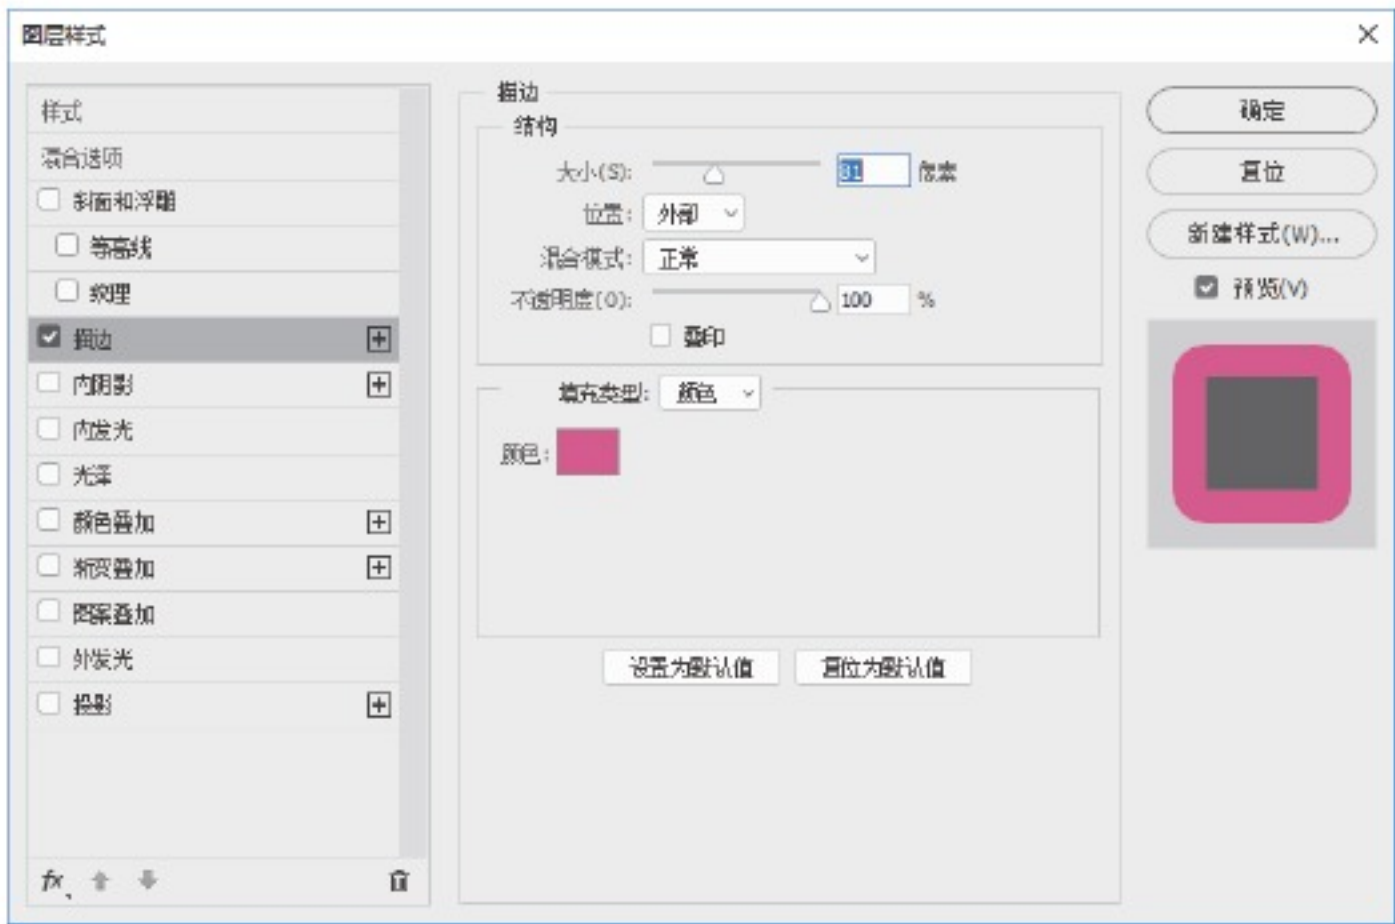 图层样式
样式
混合选项
斜面和浮雕
等高线
纹理
描边
内阴影
内发光
光泽
颜色叠加
渐变叠加
图案叠加
外发光
投影
fx
描边
结构
大小(S): 81 像素
位置: 外部
混合模式: 正常
不透明度(O): 100 %
叠印
填充类型: 颜色
颜色:
设置为默认值 复位为默认值
确定
复位
新建样式(W)...
预览(V)